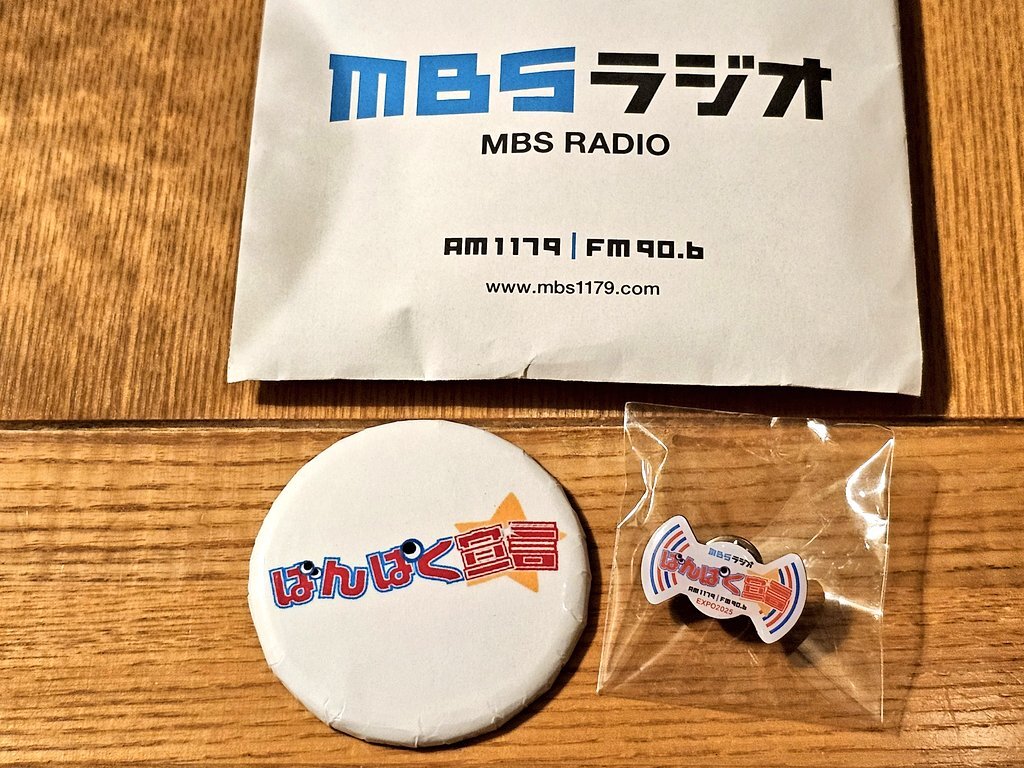 MBSラジオ
MBS RADIO
AM1179 | FM90.6
www.mbs1179.com
ばんぱく宣言
MBSラジオ
ばんぱく宣言
AM1179 | FM90.6
EXPO2025